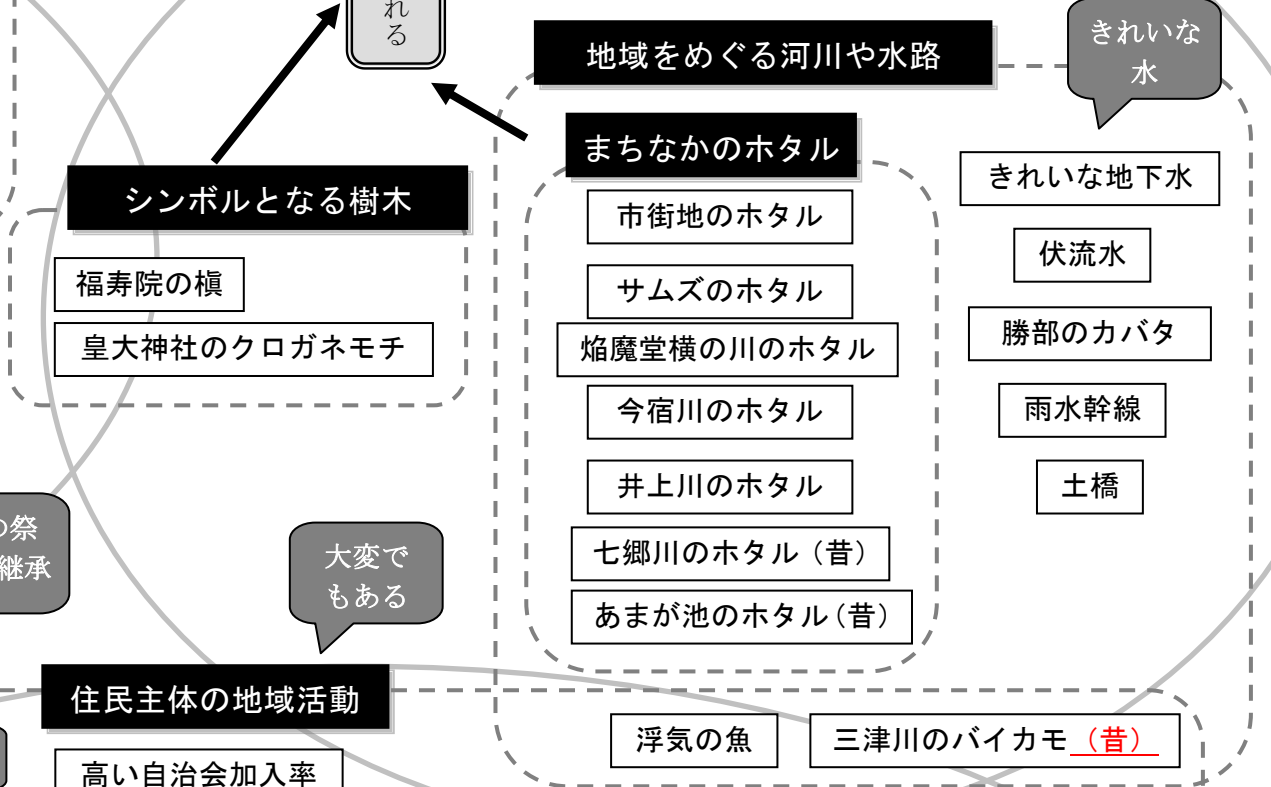 れる
地域をめぐる河川や水路
きれいな
水
まちなかのホタル
シンボルとなる樹木
市街地のホタル
サムズのホタル
焔魔堂横の川のホタル
今宿川のホタル
井上川のホタル
七郷川のホタル（昔）
あまが池のホタル（昔）
きれいな地下水
伏流水
勝部のカバタ
雨水幹線
土橋
福寿院の槇
皇大神社のクロガネモチ
の祭
継承
大変で
もある
住民主体の地域活動
高い自治会加入率
浮気の魚
三津川のバイカモ（昔）